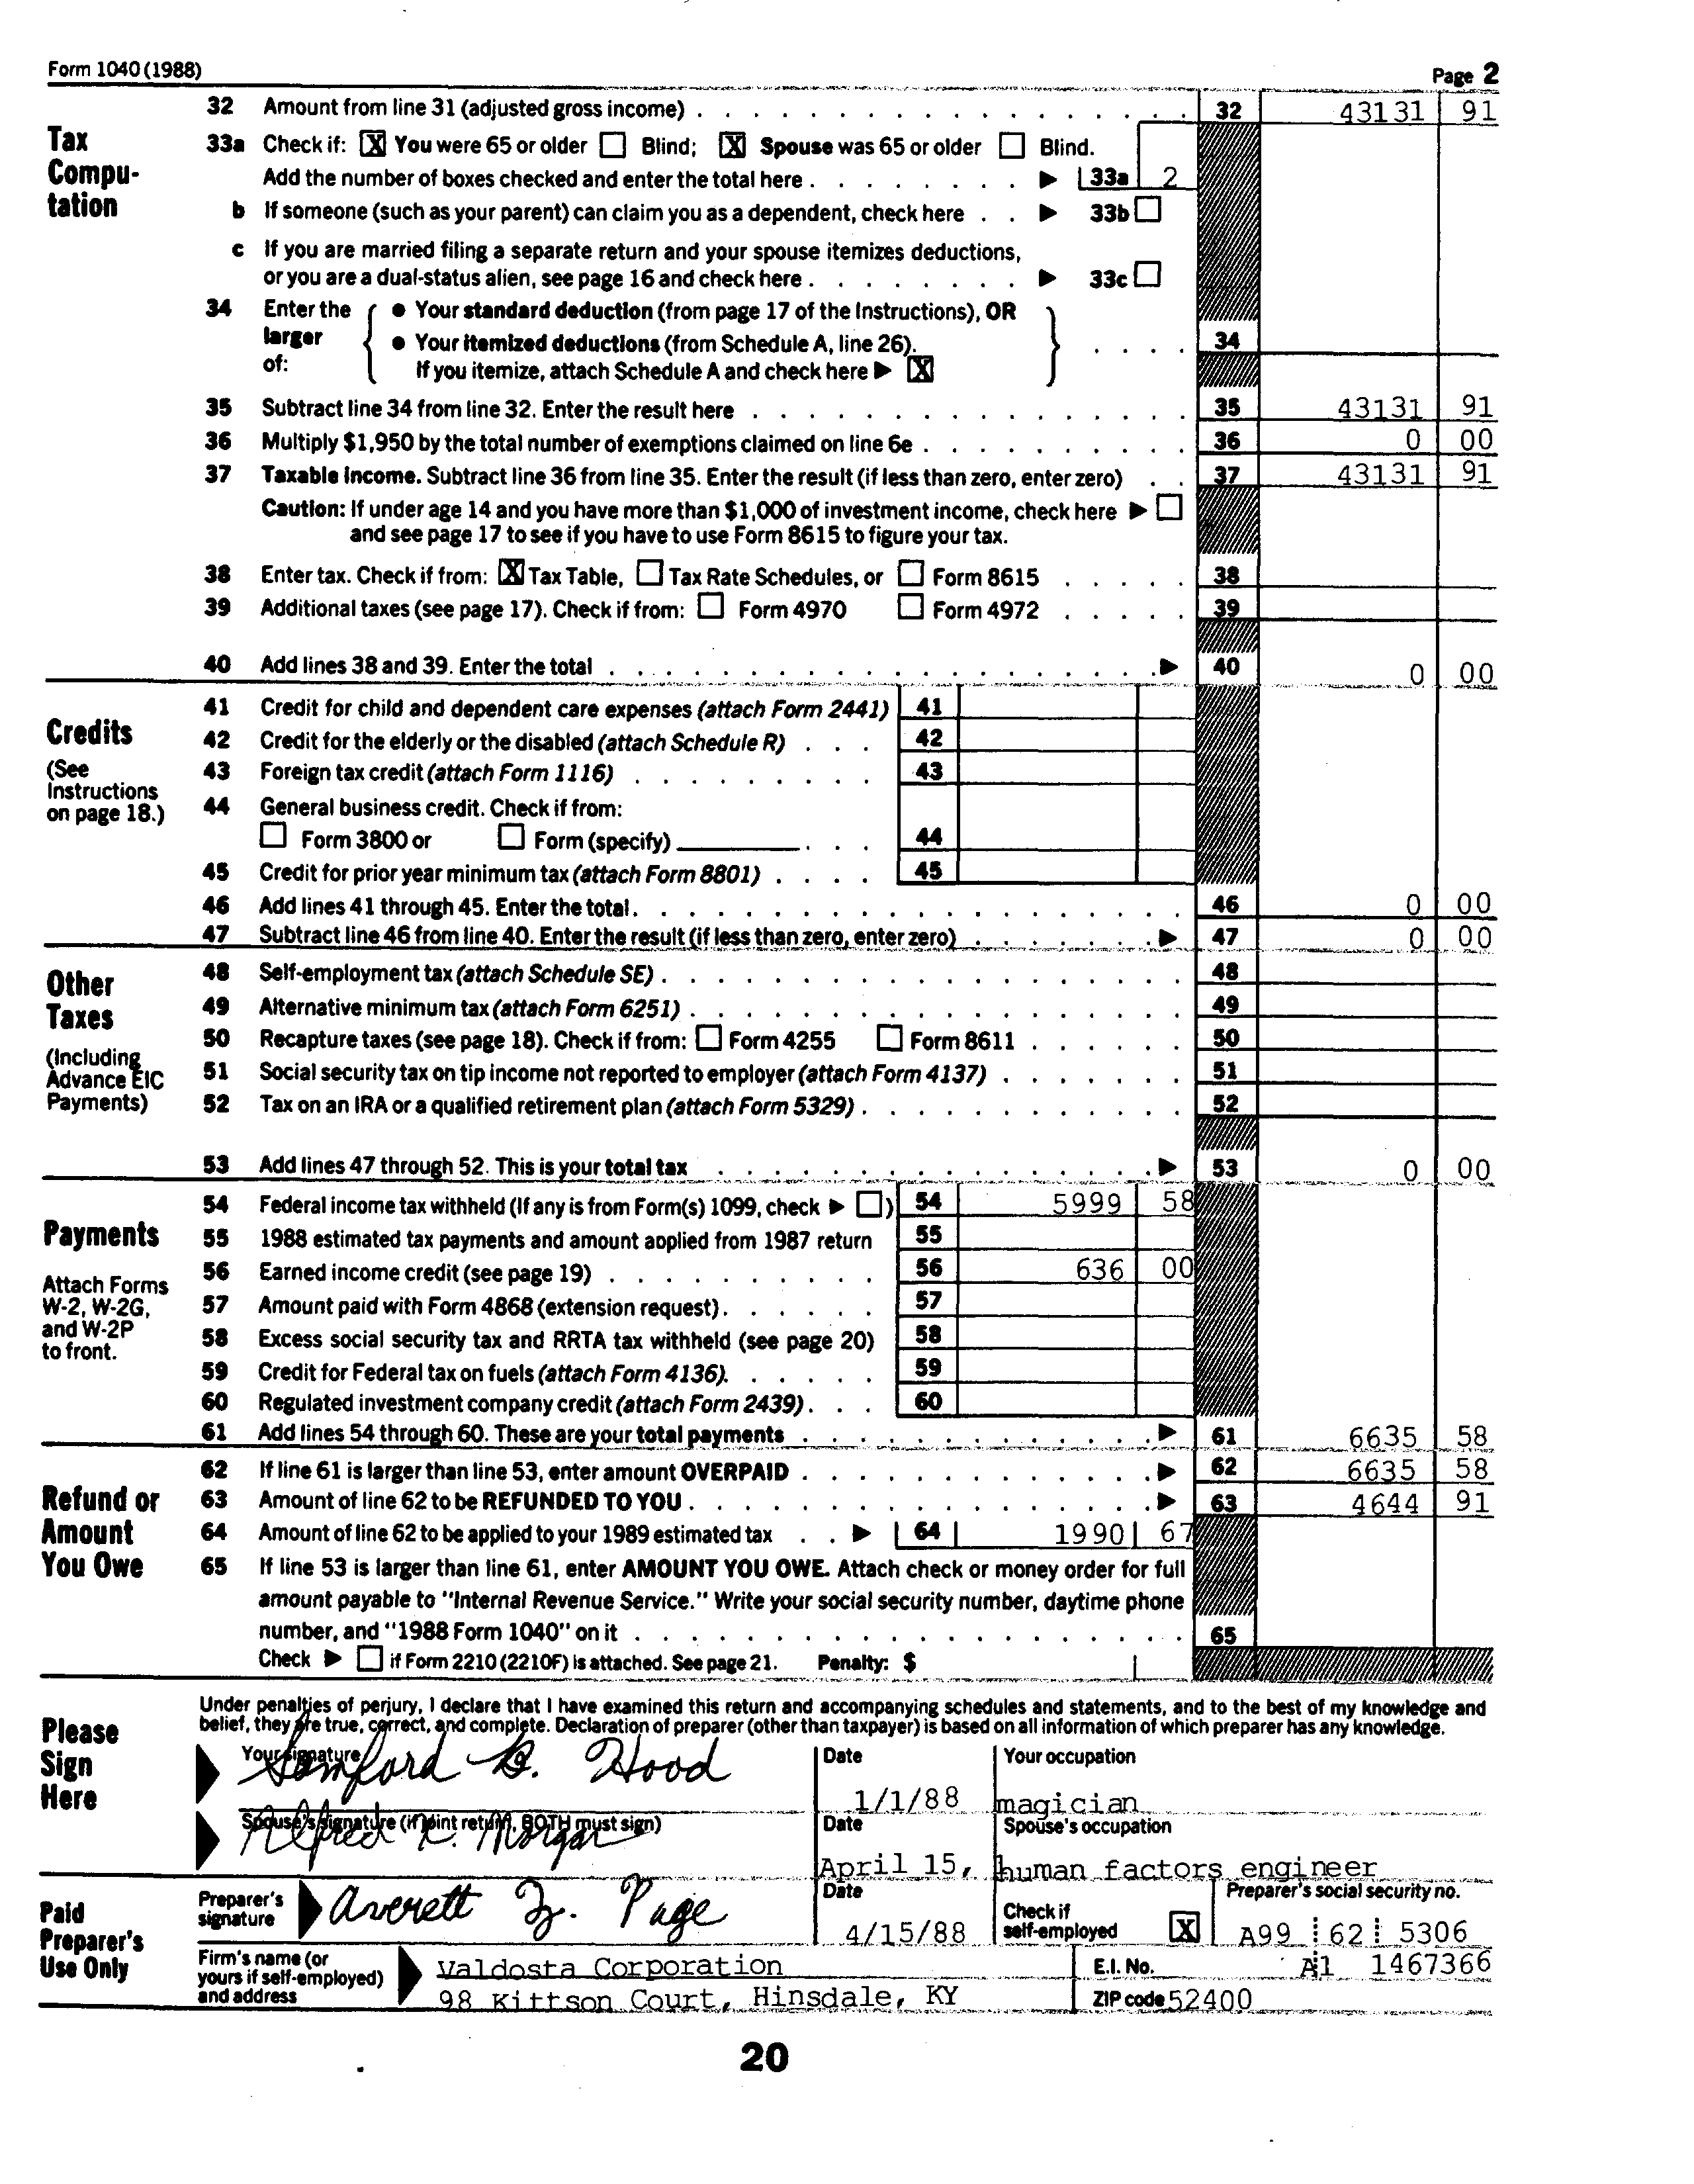 Form 1040 (1988) Page 2
Tax Compu-tation
32 Amount from line 31 (adjusted gross income) 32 43131 91
33a Check if: [X] You were 65 or older [ ] Blind; [X] Spouse was 65 or older [ ] Blind.
Add the number of boxes checked and enter the total here ▶ 33a 2
b If someone (such as your parent) can claim you as a dependent, check here ▶ 33b [ ]
c If you are married filing a separate return and your spouse itemizes deductions,
or you are a dual-status alien, see page 16 and check here ▶ 33c [ ]
34 Enter the larger of:
● Your standard deduction (from page 17 of the Instructions), OR
● Your itemized deductions (from Schedule A, line 26). 34
If you itemize, attach Schedule A and check here ▶ [X]
35 Subtract line 34 from line 32. Enter the result here 35 43131 91
36 Multiply $1,950 by the total number of exemptions claimed on line 6e 36 0 00
37 Taxable income. Subtract line 36 from line 35. Enter the result (if less than zero, enter zero) 37 43131 91
Caution: If under age 14 and you have more than $1,000 of investment income, check here ▶ [ ]
and see page 17 to see if you have to use Form 8615 to figure your tax.
38 Enter tax. Check if from: [X] Tax Table, [ ] Tax Rate Schedules, or [ ] Form 8615 38
39 Additional taxes (see page 17). Check if from: [ ] Form 4970 [ ] Form 4972 39
40 Add lines 38 and 39. Enter the total ▶ 40 0 00
Credits
(See Instructions on page 18.)
41 Credit for child and dependent care expenses (attach Form 2441) 41
42 Credit for the elderly or the disabled (attach Schedule R) 42
43 Foreign tax credit (attach Form 1116) 43
44 General business credit. Check if from:
[ ] Form 3800 or [ ] Form (specify) 44
45 Credit for prior year minimum tax (attach Form 8801) 45
46 Add lines 41 through 45. Enter the total 46 0 00
47 Subtract line 46 from line 40. Enter the result (if less than zero, enter zero) ▶ 47 0 00
Other Taxes
(Including Advance EIC Payments)
48 Self-employment tax (attach Schedule SE) 48
49 Alternative minimum tax (attach Form 6251) 49
50 Recapture taxes (see page 18). Check if from: [ ] Form 4255 [ ] Form 8611 50
51 Social security tax on tip income not reported to employer (attach Form 4137) 51
52 Tax on an IRA or a qualified retirement plan (attach Form 5329) 52
53 Add lines 47 through 52. This is your total tax ▶ 53 0 00
Payments
Attach Forms W-2, W-2G, and W-2P to front.
54 Federal income tax withheld (If any is from Form(s) 1099, check ▶ [ ]) 54 5999 58
55 1988 estimated tax payments and amount applied from 1987 return 55
56 Earned income credit (see page 19) 56 636 00
57 Amount paid with Form 4868 (extension request) 57
58 Excess social security tax and RRTA tax withheld (see page 20) 58
59 Credit for Federal tax on fuels (attach Form 4136). 59
60 Regulated investment company credit (attach Form 2439) 60
61 Add lines 54 through 60. These are your total payments ▶ 61 6635 58
Refund or Amount You Owe
62 If line 61 is larger than line 53, enter amount OVERPAID ▶ 62 6635 58
63 Amount of line 62 to be REFUNDED TO YOU ▶ 63 4644 91
64 Amount of line 62 to be applied to your 1989 estimated tax ▶ 64 1990 67
65 If line 53 is larger than line 61, enter AMOUNT YOU OWE. Attach check or money order for full
amount payable to "Internal Revenue Service." Write your social security number, daytime phone
number, and "1988 Form 1040" on it 65
Check ▶ [ ] if Form 2210 (2210F) is attached. See page 21. Penalty: $
Please Sign Here
Under penalties of perjury, I declare that I have examined this return and accompanying schedules and statements, and to the best of my knowledge and
belief, they are true, correct, and complete. Declaration of preparer (other than taxpayer) is based on all information of which preparer has any knowledge.
Your signature Date Your occupation
Samford B. Hood 1/1/88 magician
Spouse's signature (if joint return, BOTH must sign) Date Spouse's occupation
Alfred R. Morgan April 15, human factors engineer
Paid Preparer's Use Only
Preparer's signature Averett Z. Page Date 4/15/88 Check if self-employed [X] Preparer's social security no. A99 62 5306
Firm's name (or yours if self-employed) and address
Valdosta Corporation E.I. No. A1 1467366
98 Kittson Court, Hinsdale, KY ZIP code 52400
20